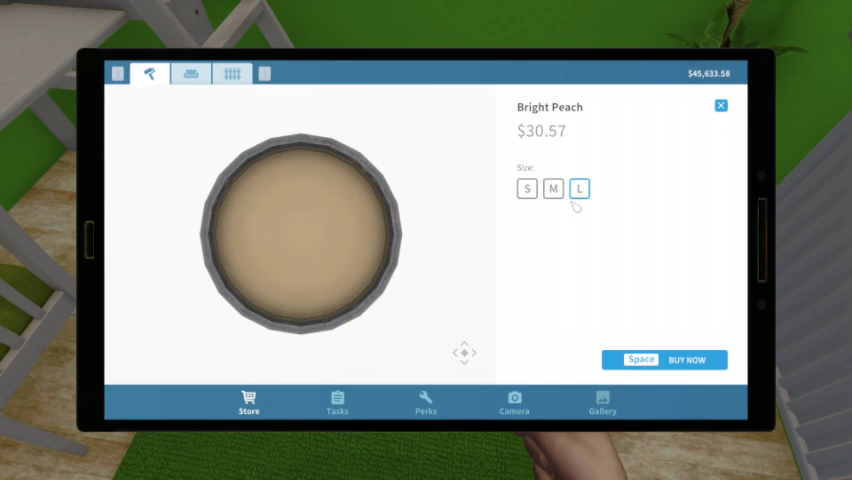 $45,633.58
Bright Peach
$30.57
Size:
S M L
Space BUY NOW
Store Tasks Perks Camera Gallery